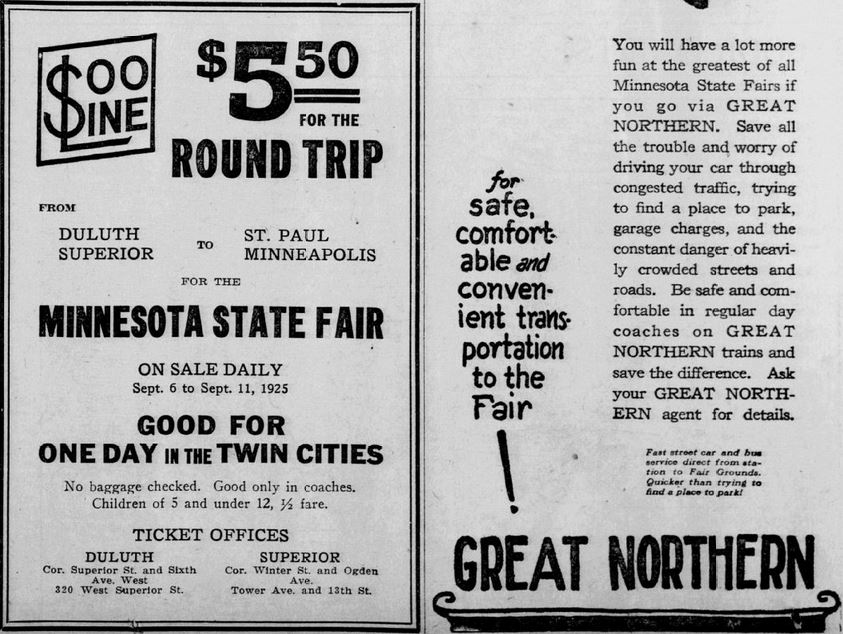 SOO LINE
$5.50
FOR THE
ROUND TRIP
FROM
DULUTH
SUPERIOR
TO
ST. PAUL
MINNEAPOLIS
FOR THE
MINNESOTA STATE FAIR
ON SALE DAILY
Sept. 6 to Sept. 11, 1925
GOOD FOR
ONE DAY IN THE TWIN CITIES
No baggage checked. Good only in coaches.
Children of 5 and under 12, ½ fare.
TICKET OFFICES
DULUTH
Cor. Superior St. and Sixth
Ave. West
320 West Superior St.
SUPERIOR
Cor. Winter St. and Ogden
Ave.
Tower Ave. and 13th St.
for
safe,
comfort-
able and
conven-
ient trans-
portation
to the
Fair
!
You will have a lot more
fun at the greatest of all
Minnesota State Fairs if
you go via GREAT
NORTHERN. Save all
the trouble and worry of
driving your car through
congested traffic, trying
to find a place to park,
garage charges, and the
constant danger of heavi-
ly crowded streets and
roads. Be safe and com-
fortable in regular day
coaches on GREAT
NORTHERN trains and
save the difference. Ask
your GREAT NORTH-
ERN agent for details.
Fast street car and bus
service direct from sta-
tion to Fair Grounds.
Quicker than trying to
find a place to park!
GREAT NORTHERN